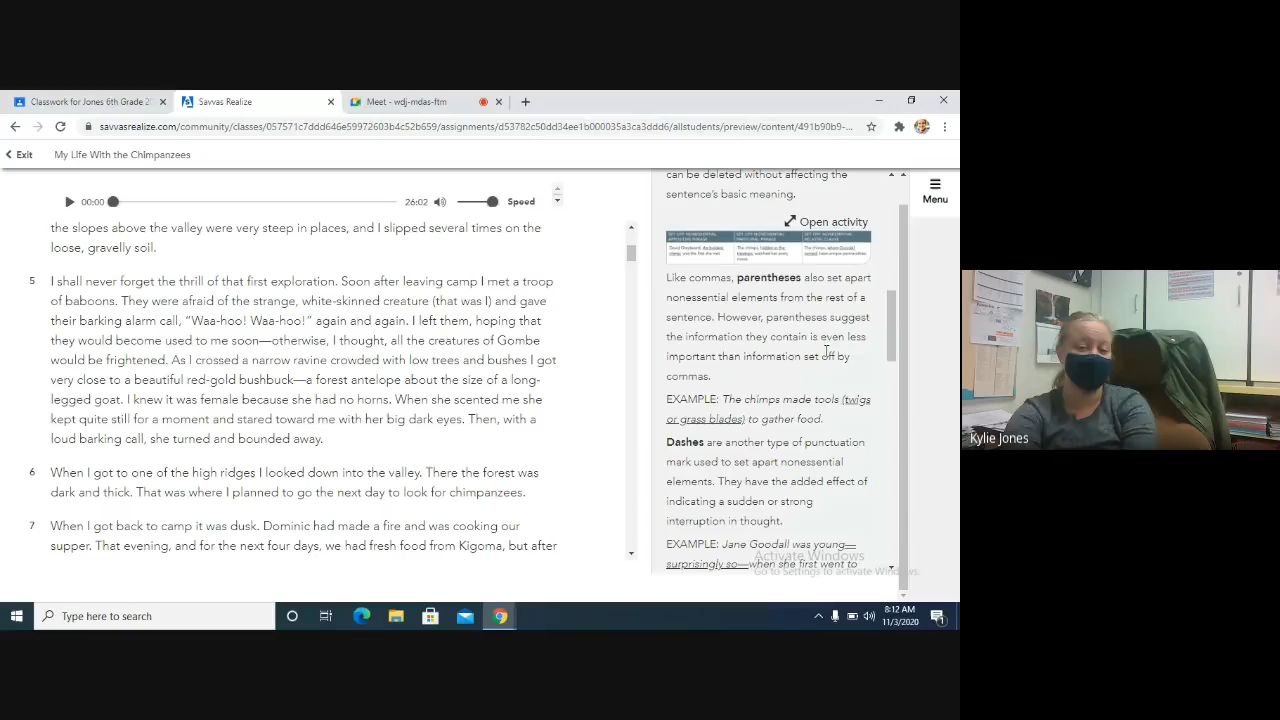 Classwork for Jones 6th Grade 2
Savvas Realize
Meet - wdj-mdas-ftm
savvasrealize.com/community/classes/057571c7ddd646e59972603b4c52b659/assignments/d53782c50dd34ee1b000035a3ca3ddd6/allstudents/preview/content/491b90b9-...
Exit
My Life With the Chimpanzees
00:00
26:02
Speed
the slopes above the valley were very steep in places, and I slipped several times on the
loose gravelly soil.
5 I shall never forget the thrill of that first exploration. Soon after leaving camp I met a troop
of baboons. They were afraid of the strange, white-skinned creature (that was I) and gave
their barking alarm call, “Waa-hoo! Waa-hoo!” again and again. I left them, hoping that
they would become used to me soon—otherwise, I thought, all the creatures of Gombe
would be frightened. As I crossed a narrow ravine crowded with low trees and bushes I got
very close to a beautiful red-gold bushbuck—a forest antelope about the size of a long-
legged goat. I knew it was female because she had no horns. When she scented me she
kept quite still for a moment and stared toward me with her big dark eyes. Then, with a
loud barking call, she turned and bounded away.
6 When I got to one of the high ridges I looked down into the valley. There the forest was
dark and thick. That was where I planned to go the next day to look for chimpanzees.
7 When I got back to camp it was dusk. Dominic had made a fire and was cooking our
supper. That evening, and for the next four days, we had fresh food from Kigoma, but after
can be deleted without affecting the
sentence's basic meaning.
Open activity
Like commas, parentheses also set apart
nonessential elements from the rest of a
sentence. However, parentheses suggest
the information they contain is even less
important than information set off by
commas.
EXAMPLE: The chimps made tools (twigs
or grass blades) to gather food.
Dashes are another type of punctuation
mark used to set apart nonessential
elements. They have the added effect of
indicating a sudden or strong
interruption in thought.
EXAMPLE: Jane Goodall was young—
surprisingly so—when she first went to
Menu
Activate Windows
Go to Settings to activate Windows.
Type here to search
8:12 AM
11/3/2020
1
Kylie Jones